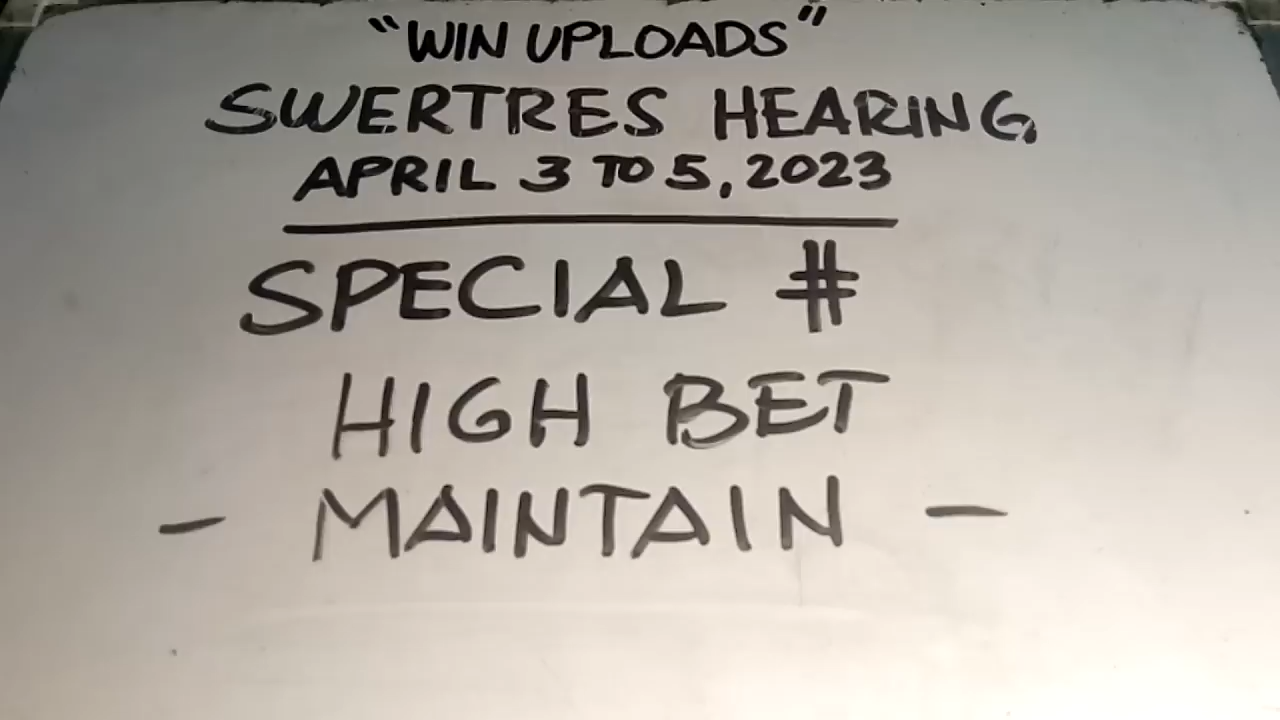 "WIN UPLOADS"
SWERTRES HEARING
APRIL 3 TO 5, 2023
SPECIAL #
HIGH BET
- MAINTAIN -